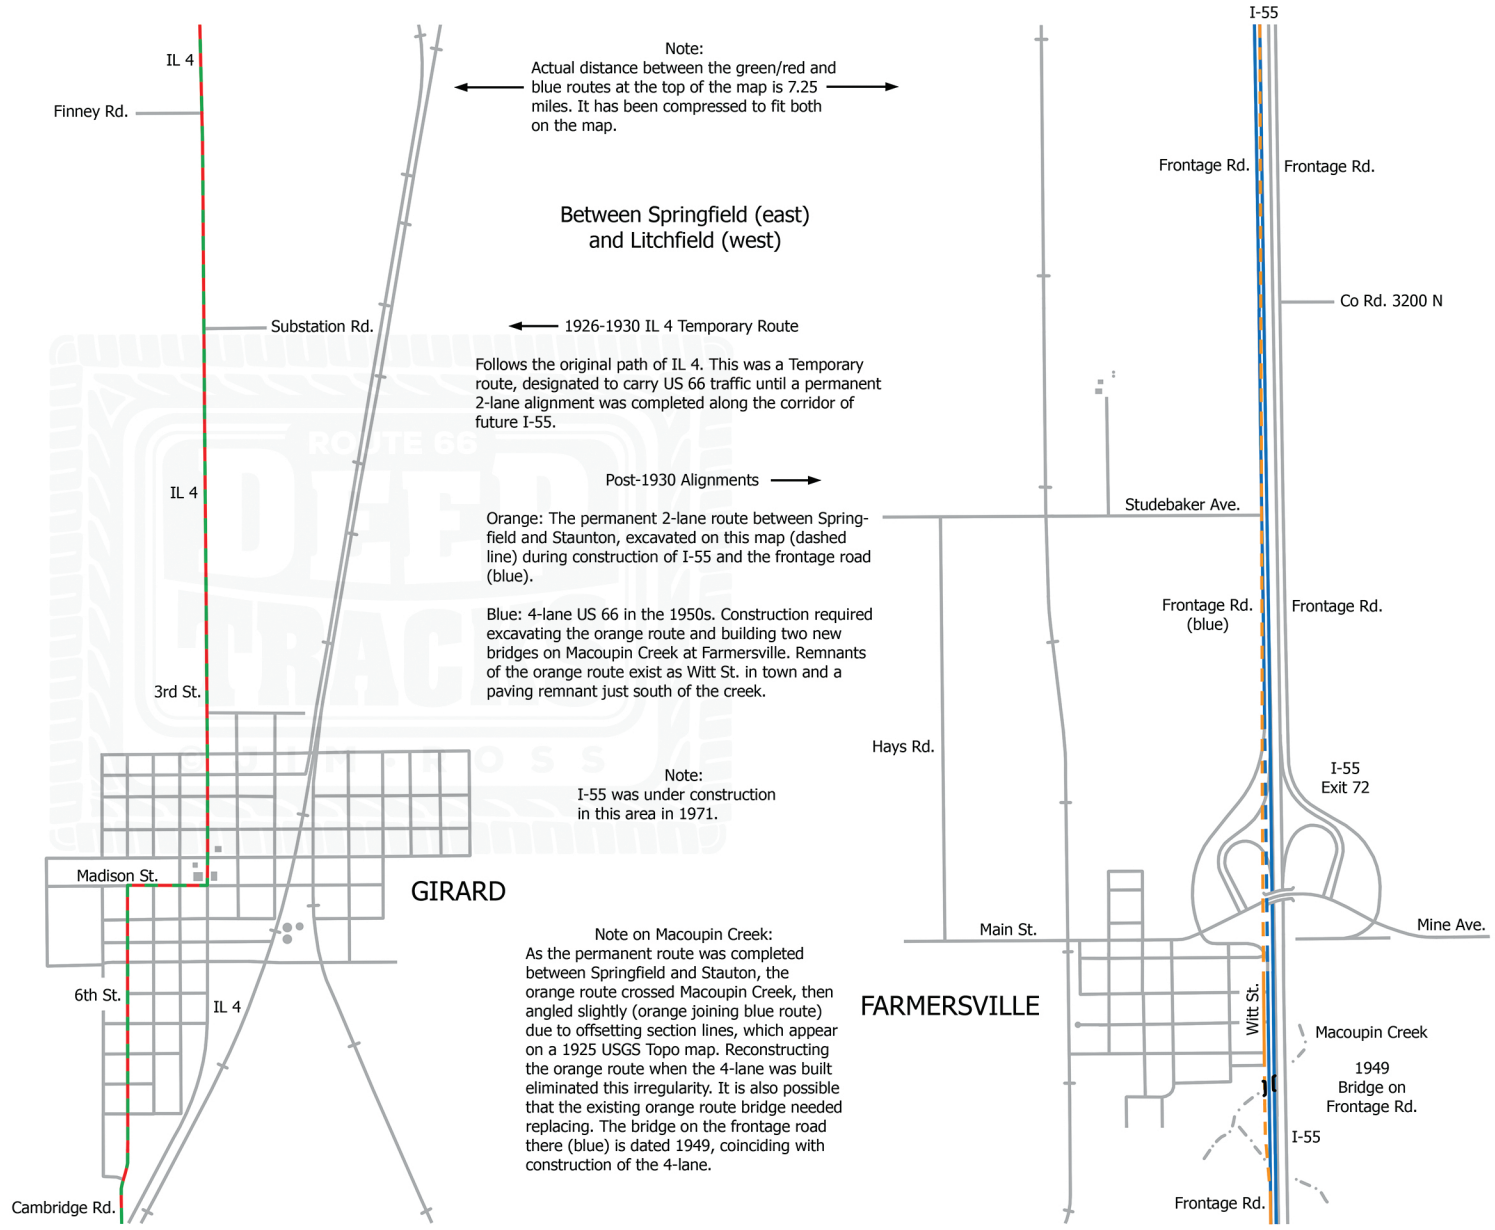 I-55
IL 4
Finney Rd.
Note:
Actual distance between the green/red and
blue routes at the top of the map is 7.25
miles. It has been compressed to fit both
on the map.
Frontage Rd.
Frontage Rd.
Between Springfield (east)
and Litchfield (west)
Co Rd. 3200 N
Substation Rd.
1926-1930 IL 4 Temporary Route
Follows the original path of IL 4. This was a Temporary
route, designated to carry US 66 traffic until a permanent
2-lane alignment was completed along the corridor of
future I-55.
ROUTE 66
DEEP
TRACKS
© JIM • ROSS
IL 4
Post-1930 Alignments
Studebaker Ave.
Orange: The permanent 2-lane route between Spring-
field and Staunton, excavated on this map (dashed
line) during construction of I-55 and the frontage road
(blue).
Blue: 4-lane US 66 in the 1950s. Construction required
excavating the orange route and building two new
bridges on Macoupin Creek at Farmersville. Remnants
of the orange route exist as Witt St. in town and a
paving remnant just south of the creek.
Frontage Rd.
(blue)
Frontage Rd.
3rd St.
Hays Rd.
Note:
I-55 was under construction
in this area in 1971.
I-55
Exit 72
Madison St.
GIRARD
Main St.
Mine Ave.
Note on Macoupin Creek:
As the permanent route was completed
between Springfield and Stauton, the
orange route crossed Macoupin Creek, then
angled slightly (orange joining blue route)
due to offsetting section lines, which appear
on a 1925 USGS Topo map. Reconstructing
the orange route when the 4-lane was built
eliminated this irregularity. It is also possible
that the existing orange route bridge needed
replacing. The bridge on the frontage road
there (blue) is dated 1949, coinciding with
construction of the 4-lane.
6th St.
IL 4
FARMERSVILLE
Witt St.
Macoupin Creek
1949
Bridge on
Frontage Rd.
I-55
Cambridge Rd.
Frontage Rd.